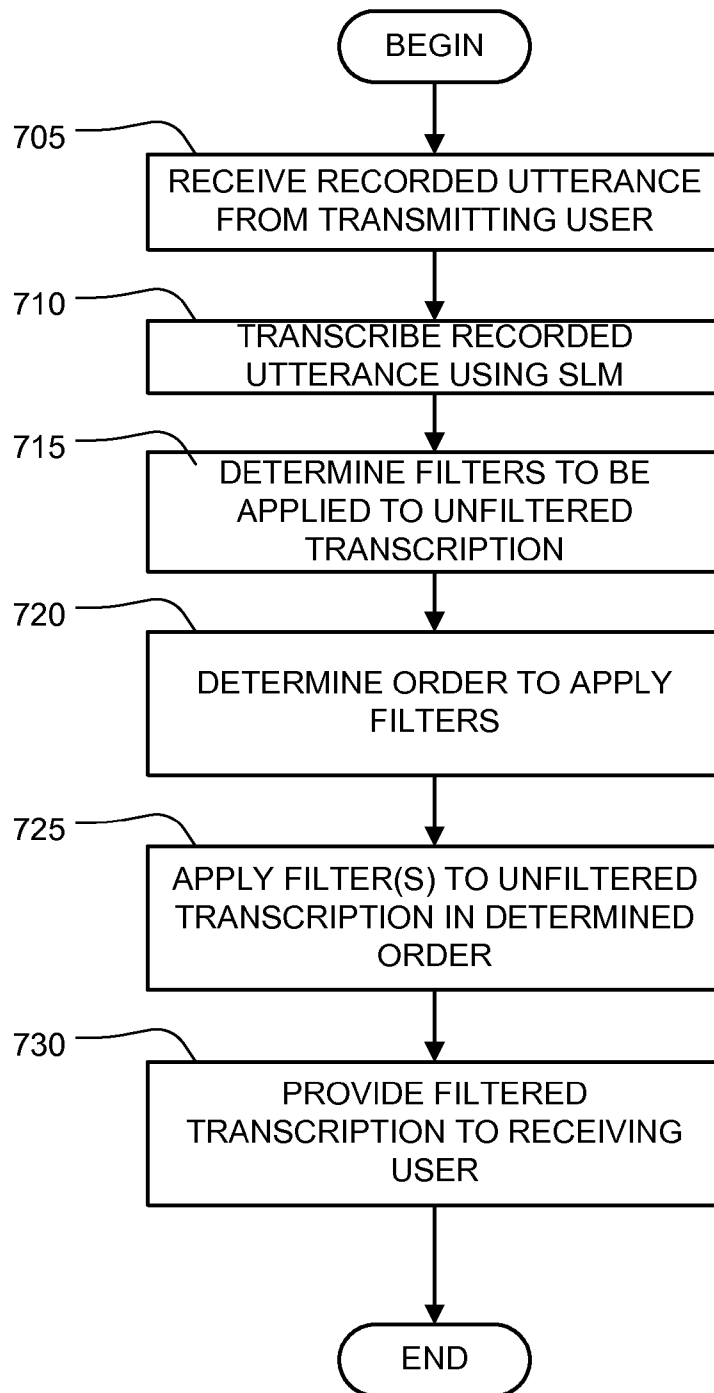 BEGIN
705
RECEIVE RECORDED UTTERANCE
FROM TRANSMITTING USER
710
TRANSCRIBE RECORDED
UTTERANCE USING SLM
715
DETERMINE FILTERS TO BE
APPLIED TO UNFILTERED
TRANSCRIPTION
720
DETERMINE ORDER TO APPLY
FILTERS
725
APPLY FILTER(S) TO UNFILTERED
TRANSCRIPTION IN DETERMINED
ORDER
730
PROVIDE FILTERED
TRANSCRIPTION TO RECEIVING
USER
END